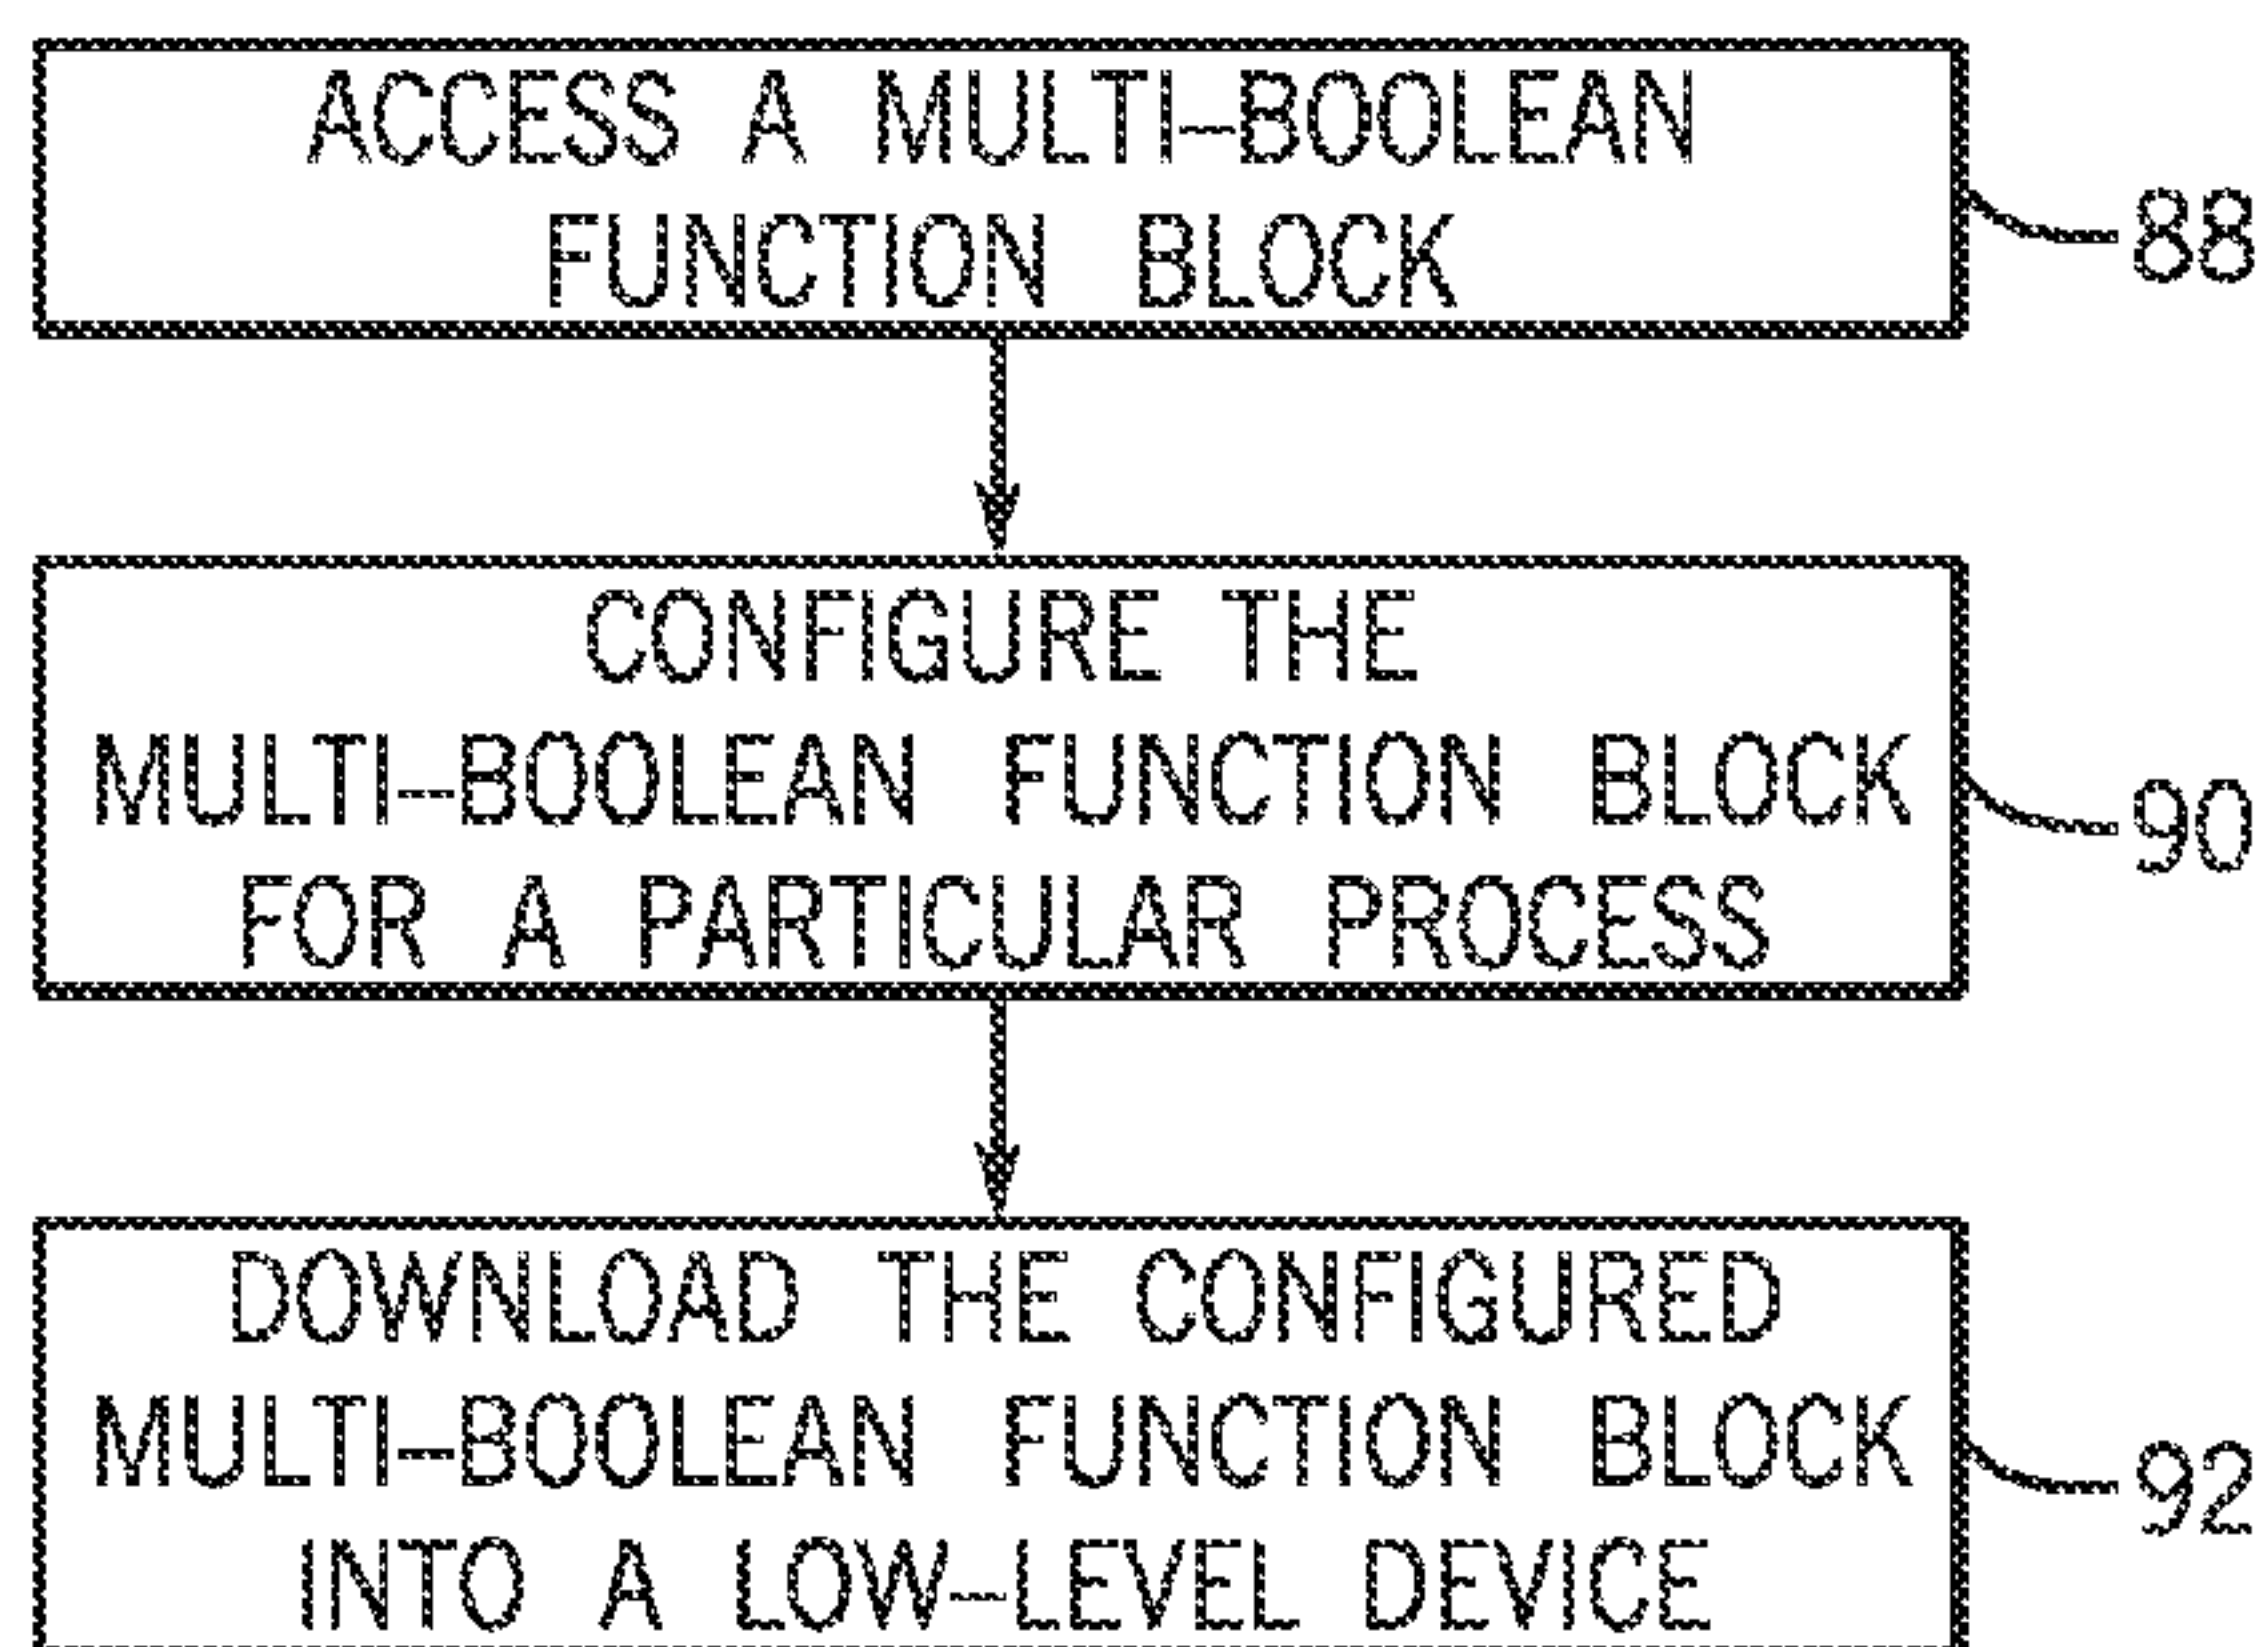 ACCESS A MULTI-BOOLEAN
FUNCTION BLOCK
88
CONFIGURE THE
MULTI-BOOLEAN FUNCTION BLOCK
FOR A PARTICULAR PROCESS
90
DOWNLOAD THE CONFIGURED
MULTI-BOOLEAN FUNCTION BLOCK
INTO A LOW-LEVEL DEVICE
92